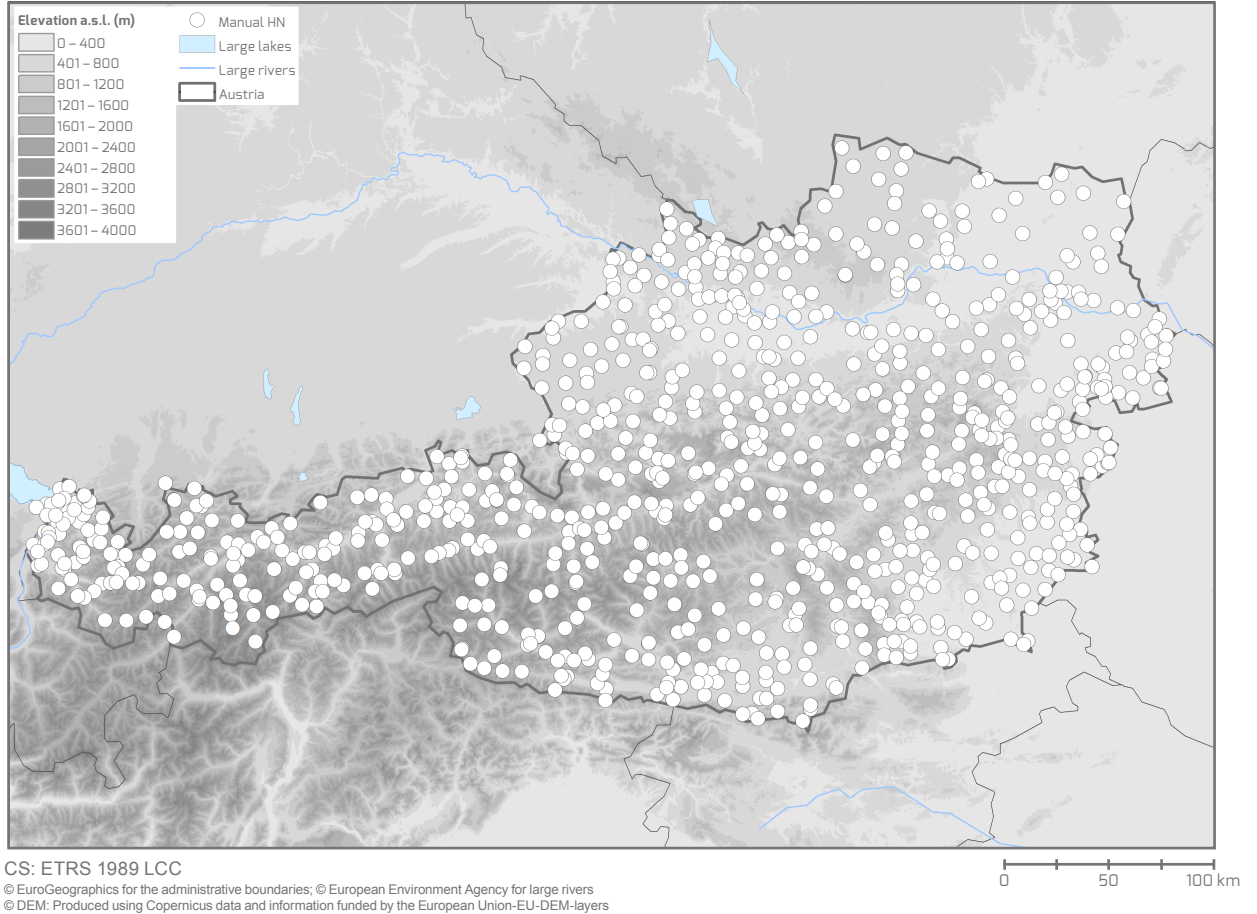 Elevation a.s.l. (m)
0 – 400
401 – 800
801 – 1200
1201 – 1600
1601 – 2000
2001 – 2400
2401 – 2800
2801 – 3200
3201 – 3600
3601 – 4000
Manual HN
Large lakes
Large rivers
Austria
CS: ETRS 1989 LCC
© EuroGeographics for the administrative boundaries; © European Environment Agency for large rivers
© DEM: Produced using Copernicus data and information funded by the European Union-EU-DEM-layers
0 50 100 km